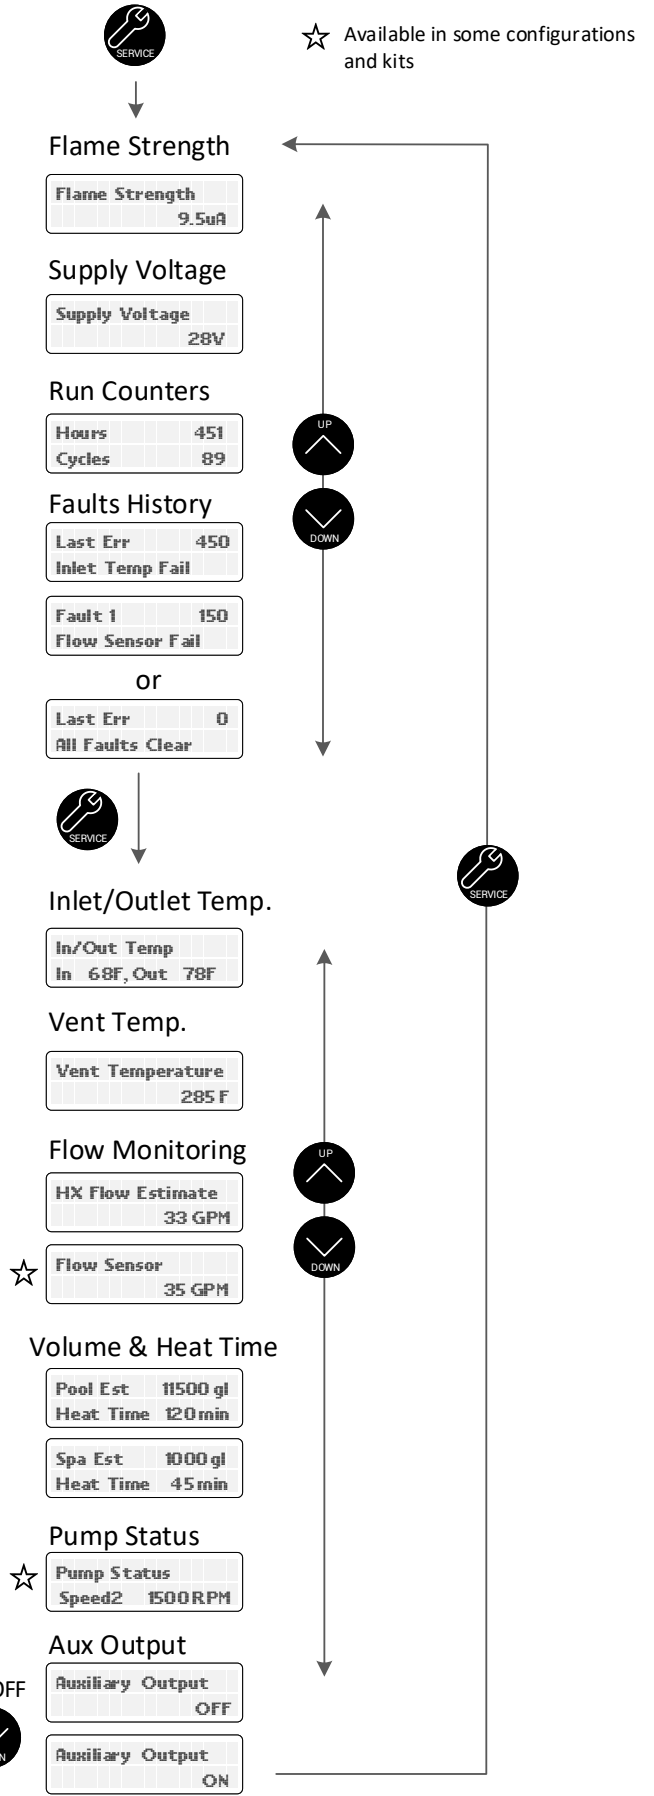 SERVICE
Available in some configurations
and kits
Flame Strength
Flame Strength
9.5uA
Supply Voltage
Supply Voltage
28V
Run Counters
Hours 451
Cycles 89
UP
DOWN
Faults History
Last Err 450
Inlet Temp Fail
Fault 1 150
Flow Sensor Fail
or
Last Err 0
All Faults Clear
SERVICE
SERVICE
Inlet/Outlet Temp.
In/Out Temp
In 68F, Out 78F
Vent Temp.
Vent Temperature
285 F
Flow Monitoring
UP
HX Flow Estimate
33 GPM
Flow Sensor
DOWN
35 GPM
Volume & Heat Time
Pool Est 11500 gl
Heat Time 120 min
Spa Est 1000 gl
Heat Time 45 min
Pump Status
Pump Status
Speed2 1500 RPM
Aux Output
Auxiliary Output
OFF
Auxiliary Output
ON